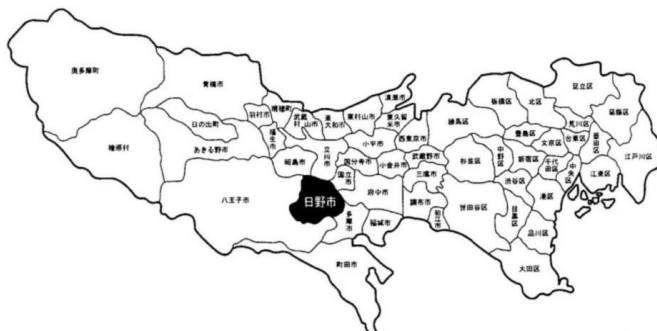 奥多摩町
青梅市
檜原村
日の出町
あきる野市
八王子市
羽村市
瑞穂町
福生市
武蔵村山市
東大和市
東村山市
清瀬市
東久留米市
西東京市
昭島市
立川市
小平市
国分寺市
小金井市
武蔵野市
三鷹市
国立市
府中市
調布市
狛江市
日野市
多摩市
稲城市
町田市
練馬区
板橋区
北区
足立区
葛飾区
荒川区
豊島区
文京区
台東区
墨田区
江戸川区
杉並区
中野区
新宿区
千代田区
中央区
江東区
渋谷区
港区
世田谷区
目黒区
品川区
大田区